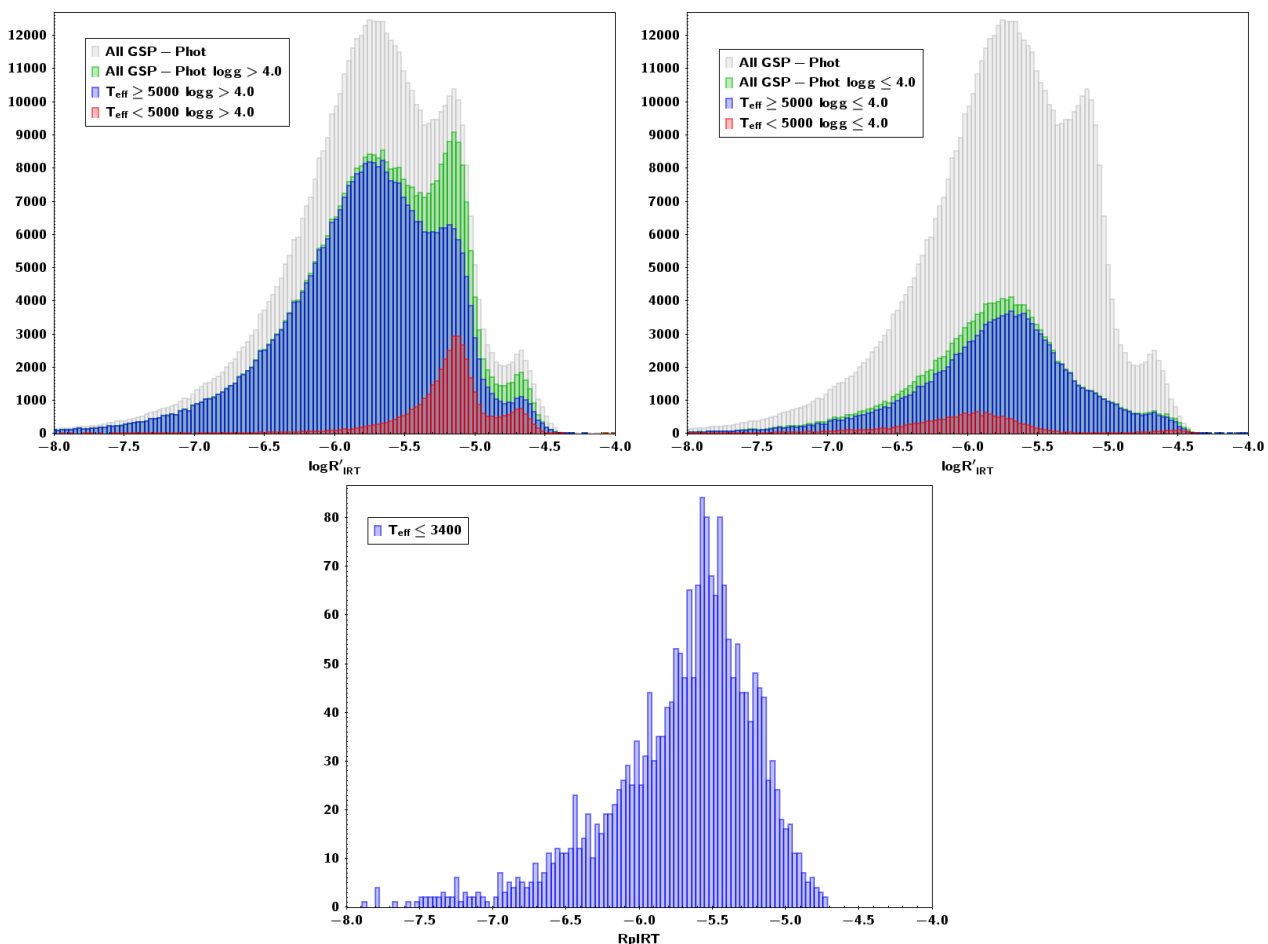 12000
11000
10000
9000
8000
7000
6000
5000
4000
3000
2000
1000
0
All GSP − Phot
All GSP − Phot log g > 4.0
Teff ≥ 5000 log g > 4.0
Teff < 5000 log g > 4.0
−8.0 −7.5 −7.0 −6.5 −6.0 −5.5 −5.0 −4.5 −4.0
logR′IRT
12000
11000
10000
9000
8000
7000
6000
5000
4000
3000
2000
1000
0
All GSP − Phot
All GSP − Phot log g ≤ 4.0
Teff ≥ 5000 log g ≤ 4.0
Teff < 5000 log g ≤ 4.0
−8.0 −7.5 −7.0 −6.5 −6.0 −5.5 −5.0 −4.5 −4.0
logR′IRT
80
70
60
50
40
30
20
10
0
Teff ≤ 3400
−8.0 −7.5 −7.0 −6.5 −6.0 −5.5 −5.0 −4.5 −4.0
RpIRT